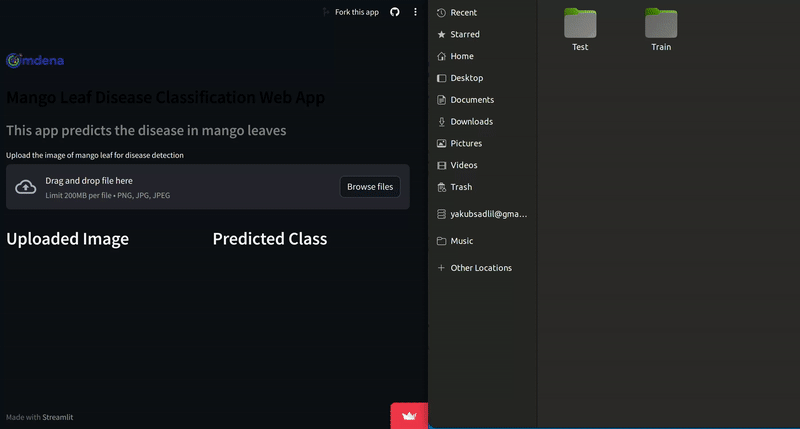 Fork this app
omdena
Mango Leaf Disease Classification Web App
This app predicts the disease in mango leaves
Upload the image of mango leaf for disease detection
Drag and drop file here
Limit 200MB per file • PNG, JPG, JPEG
Browse files
Uploaded Image
Predicted Class
Made with Streamlit
Recent
Starred
Home
Desktop
Documents
Downloads
Pictures
Videos
Trash
yakubsadlil@gma...
Music
Other Locations
Test
Train